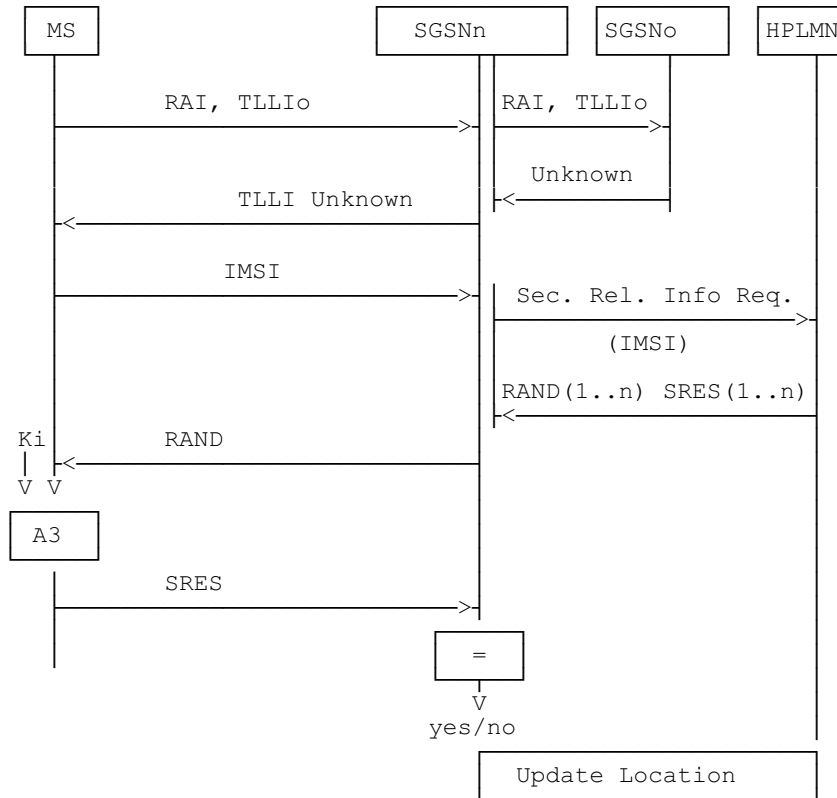 MS SGSNn SGSNo HPLMN
RAI, TLLIo RAI, TLLIo
Unknown
TLLI Unknown
IMSI
Sec. Rel. Info Req.
(IMSI)
RAND(1..n) SRES(1..n)
Ki RAND
V V
A3
SRES
=
V
yes/no
Update Location